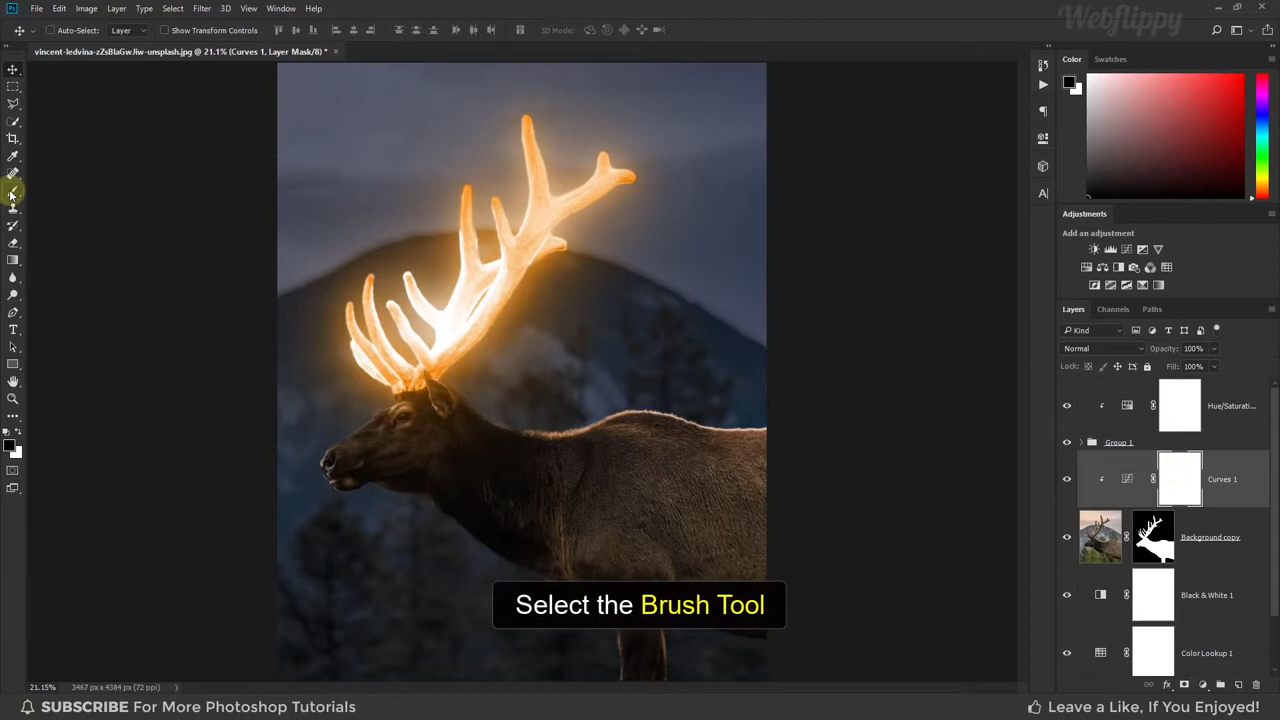 Ps File Edit Image Layer Type Select Filter 3D View Window Help
Webflippy
Auto-Select: Layer Show Transform Controls 3D Mode:
vincent-ledvina-zZsBlaGwJiw-unsplash.jpg @ 21.1% (Curves 1, Layer Mask/8) * ×
Color Swatches
Adjustments
Add an adjustment
Layers Channels Paths
Kind
Normal Opacity: 100%
Lock: Fill: 100%
Hue/Saturati...
Group 1
Curves 1
Background copy
Black & White 1
Color Lookup 1
Select the Brush Tool
21.15% 3467 px x 4384 px (72 ppi)
SUBSCRIBE For More Photoshop Tutorials
Leave a Like, If You Enjoyed!